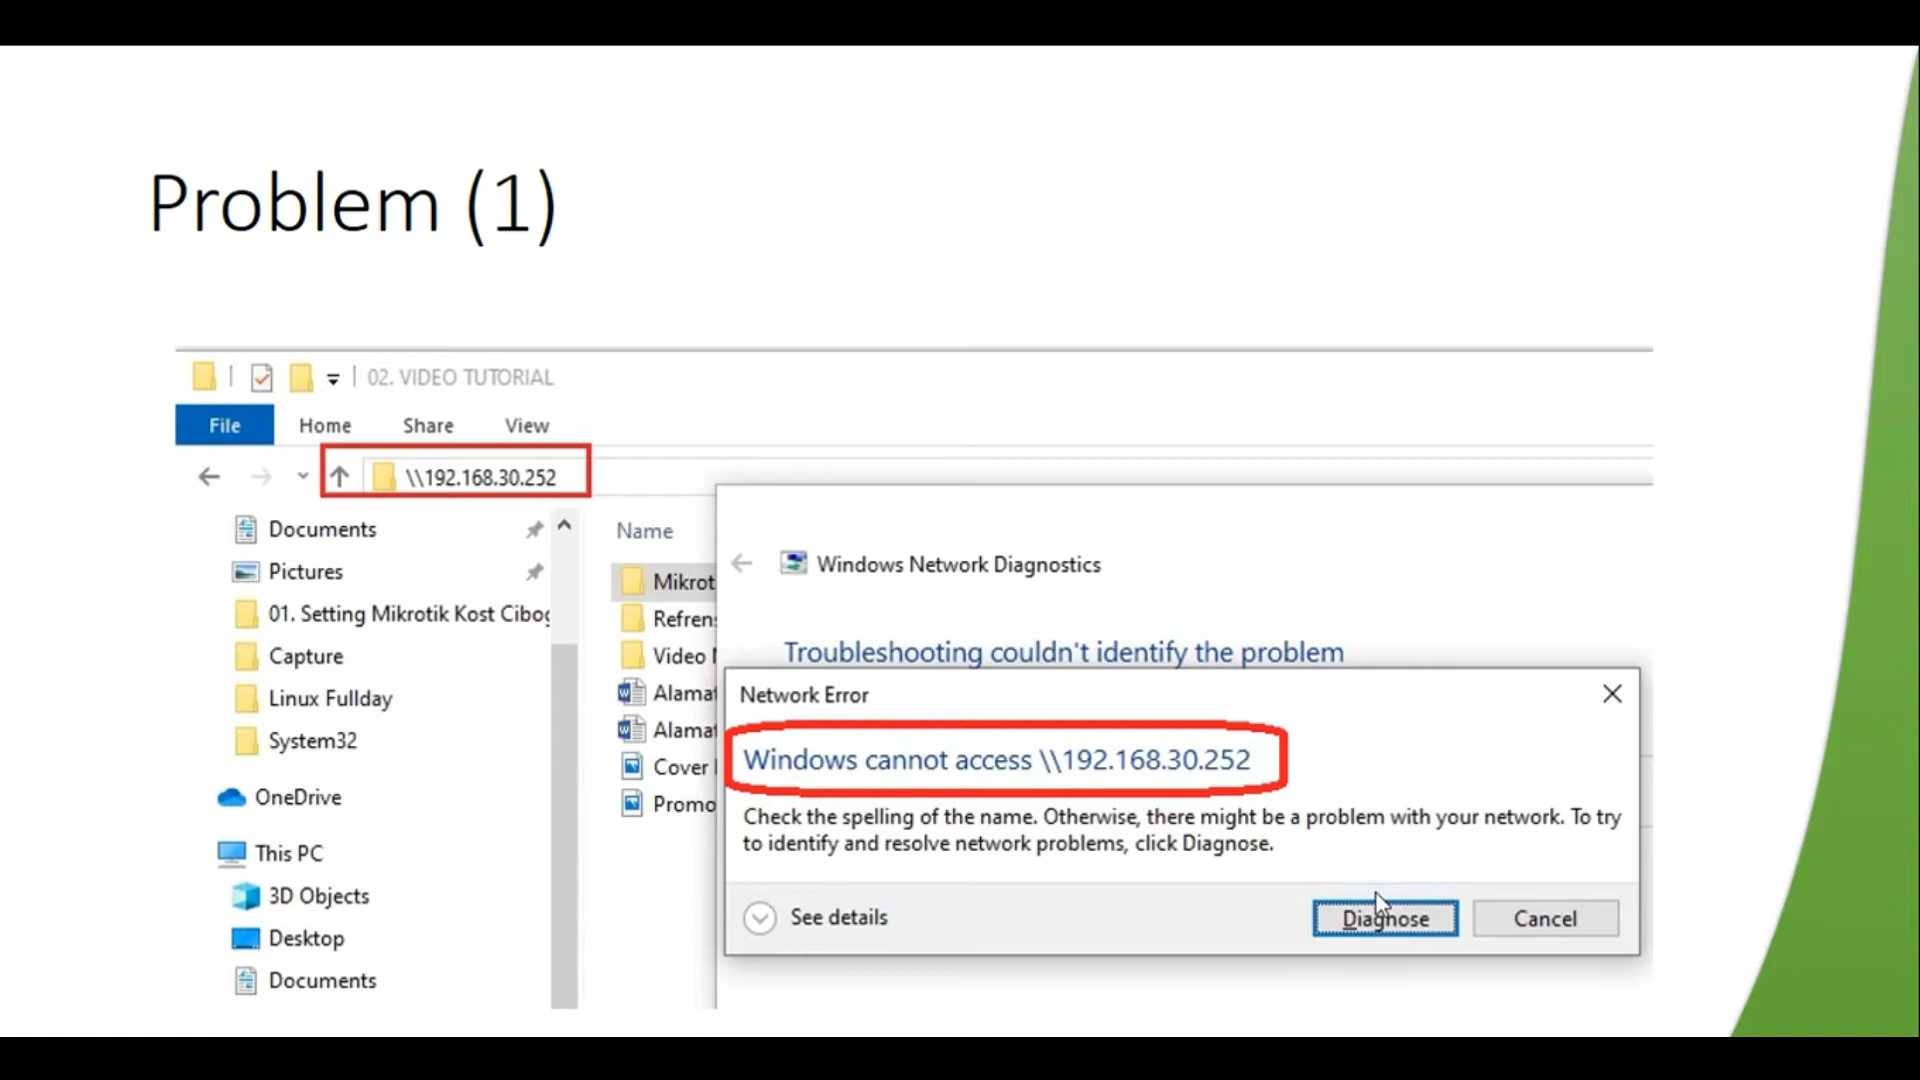 Problem (1)
02. VIDEO TUTORIAL
File Home Share View
\\192.168.30.252
Documents
Pictures
01. Setting Mikrotik Kost Cibog
Capture
Linux Fullday
System32
OneDrive
This PC
3D Objects
Desktop
Documents
Name
Mikrot
Refrens
Video
Alamat
Alamat
Cover
Promo
Windows Network Diagnostics
Troubleshooting couldn't identify the problem
Network Error
Windows cannot access \\192.168.30.252
Check the spelling of the name. Otherwise, there might be a problem with your network. To try
to identify and resolve network problems, click Diagnose.
See details
Diagnose Cancel